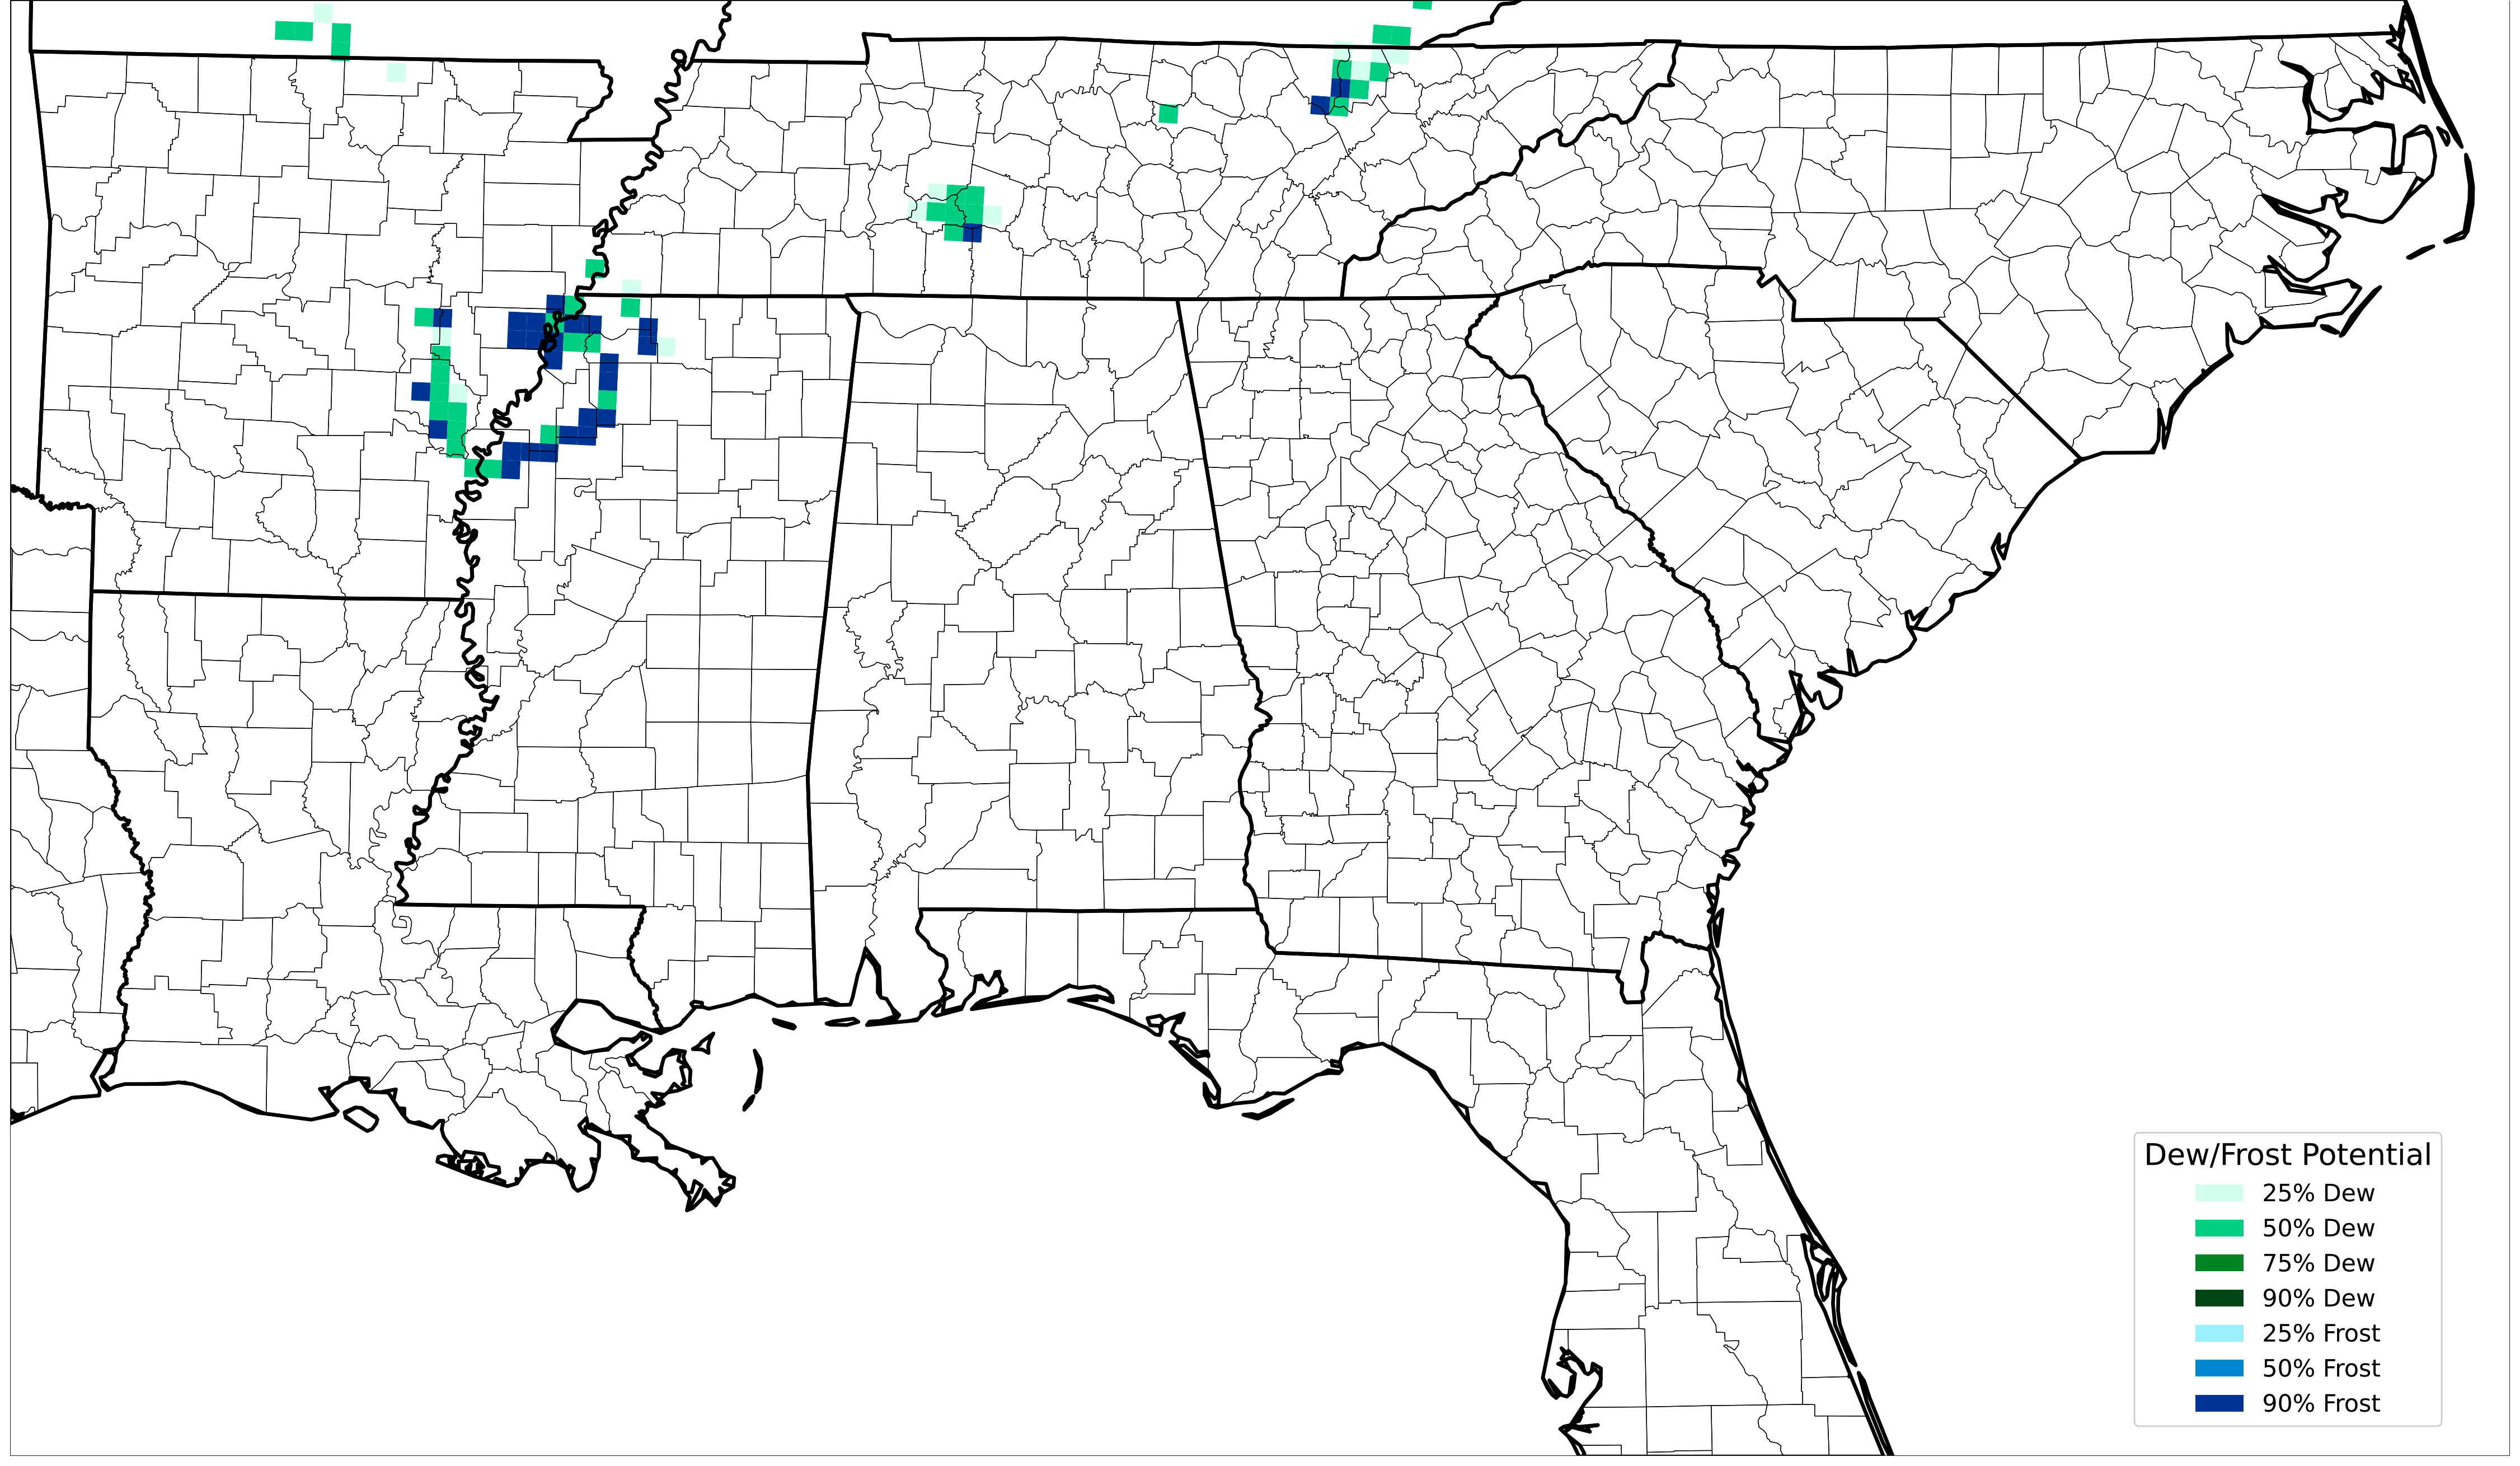 Dew/Frost Potential
25% Dew
50% Dew
75% Dew
90% Dew
25% Frost
50% Frost
90% Frost